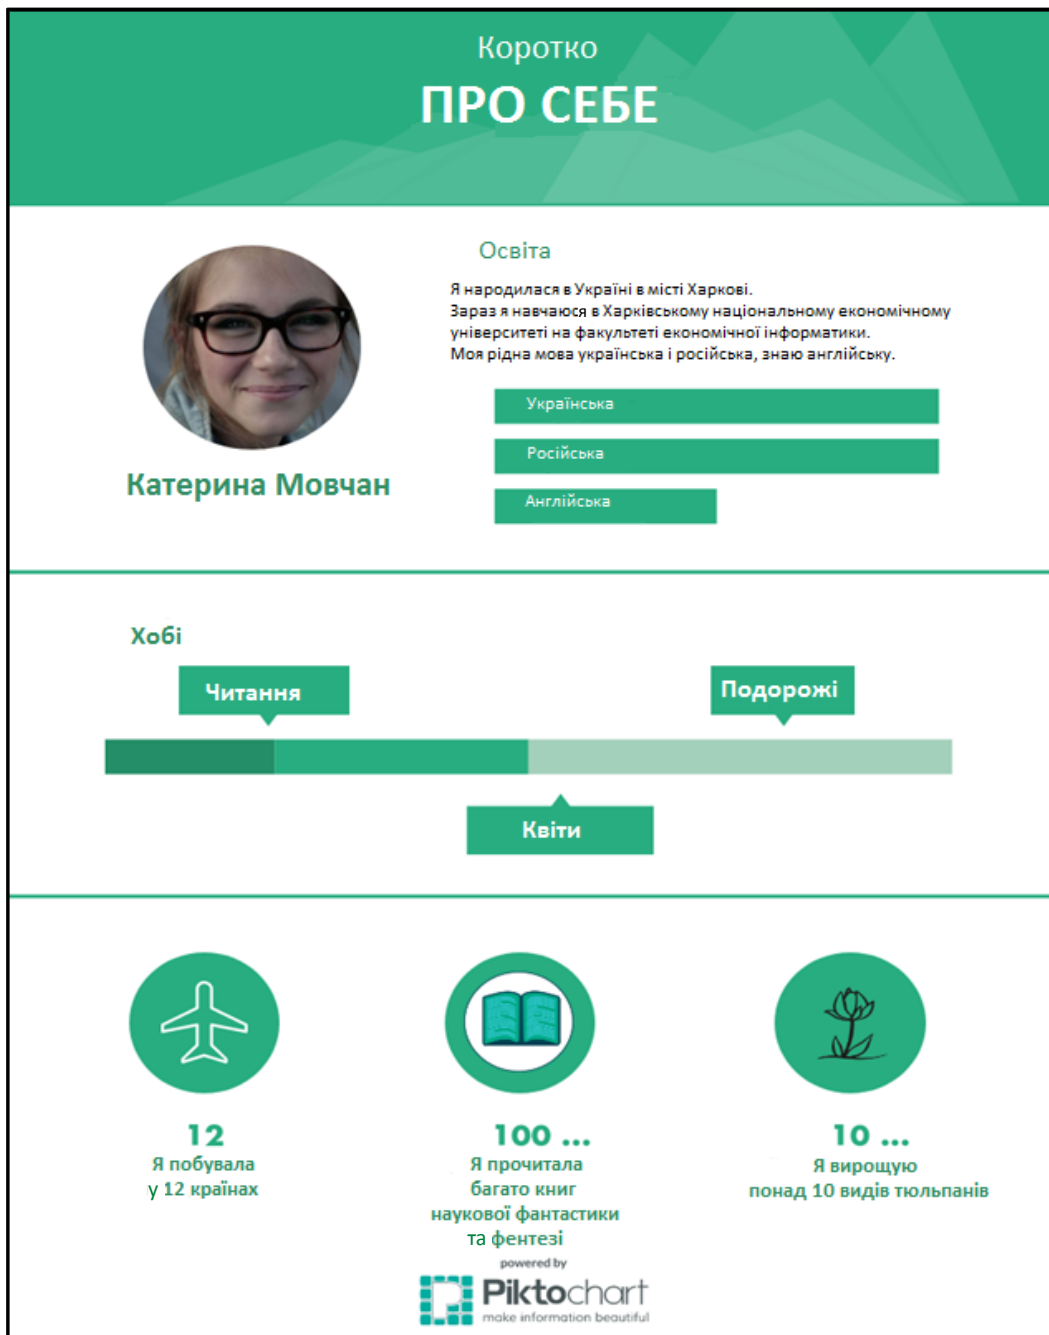 Коротко
ПРО СЕБЕ
Освіта
Я народилася в Україні в місті Харкові.
Зараз я навчаюся в Харківському національному економічному
університеті на факультеті економічної інформатики.
Моя рідна мова українська і російська, знаю англійську.
Українська
Російська
Англійська
Катерина Мовчан
Хобі
Читання
Подорожі
Квіти
12
Я побувала
у 12 країнах
100 ...
Я прочитала
багато книг
наукової фантастики
та фентезі
10 ...
Я вирощую
понад 10 видів тюльпанів
powered by
Piktochart
make information beautiful